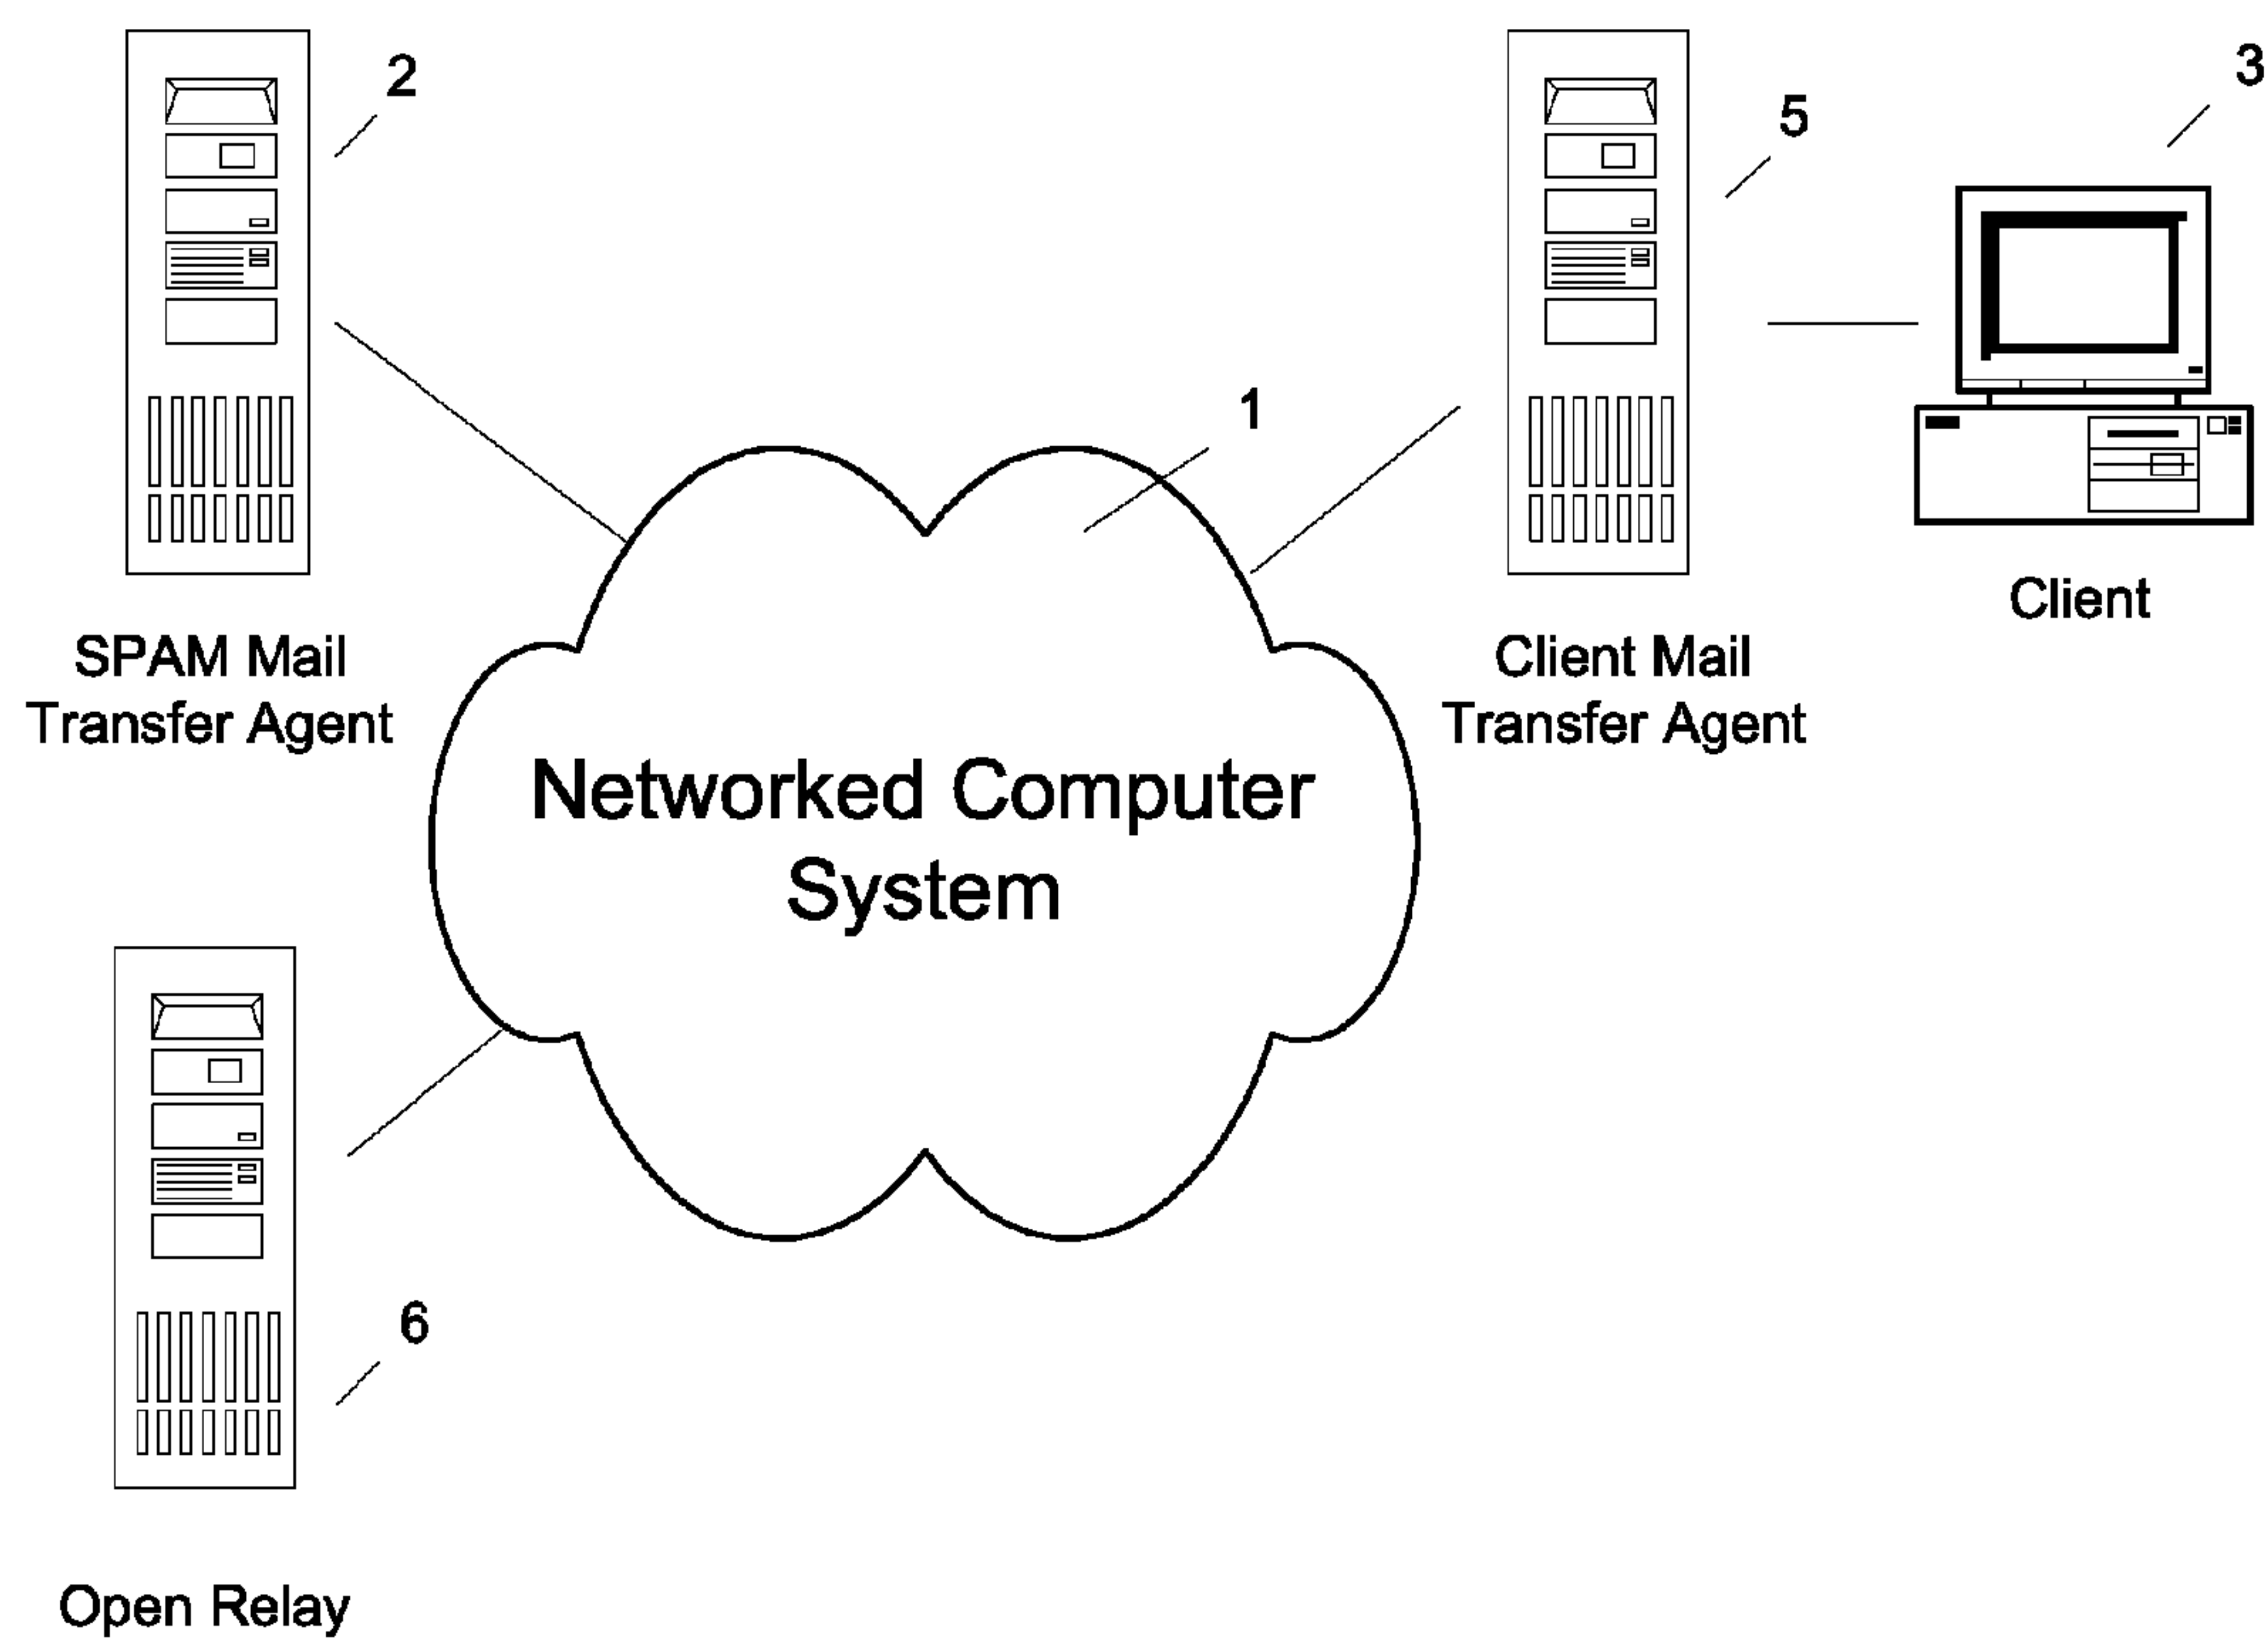 2
3
5
1
Client
SPAM Mail
Transfer Agent
Client Mail
Transfer Agent
Networked Computer
System
6
Open Relay